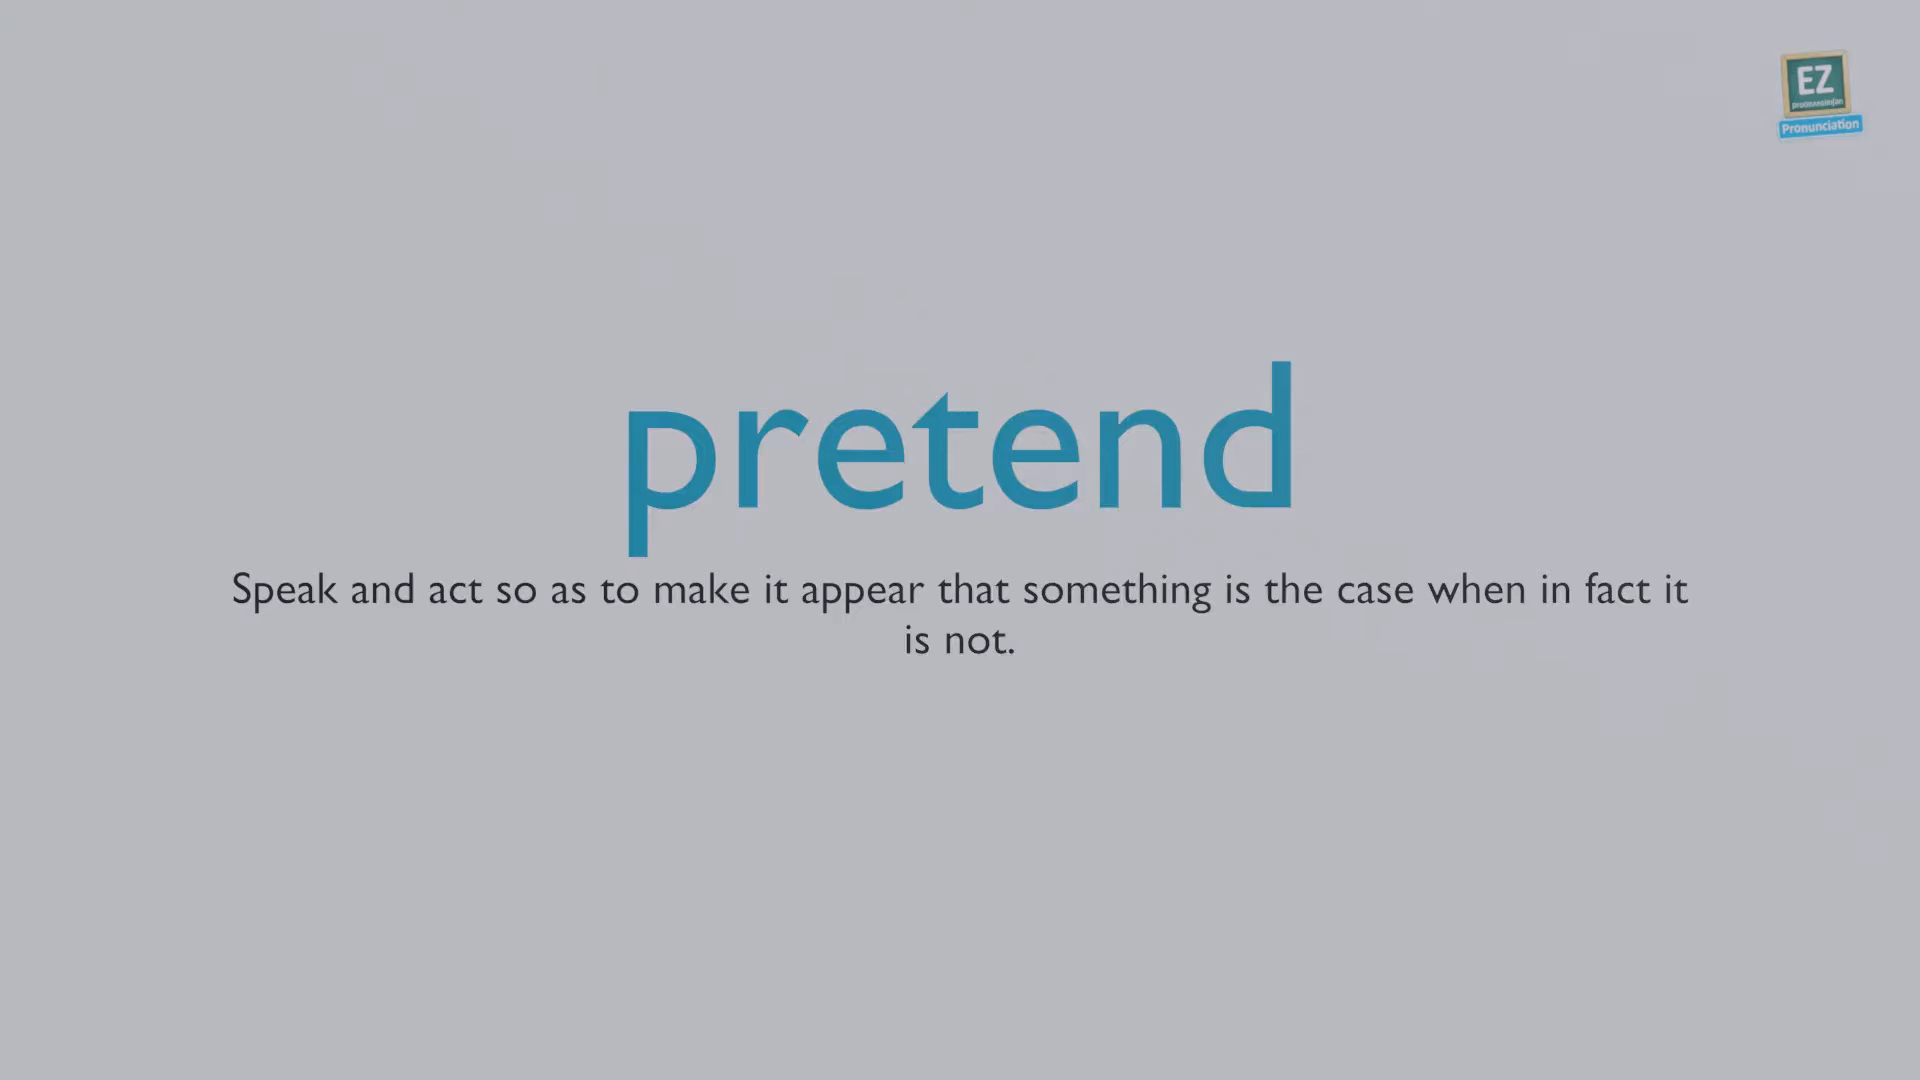 EZ
Pronunciation
pretend
Speak and act so as to make it appear that something is the case when in fact it
is not.